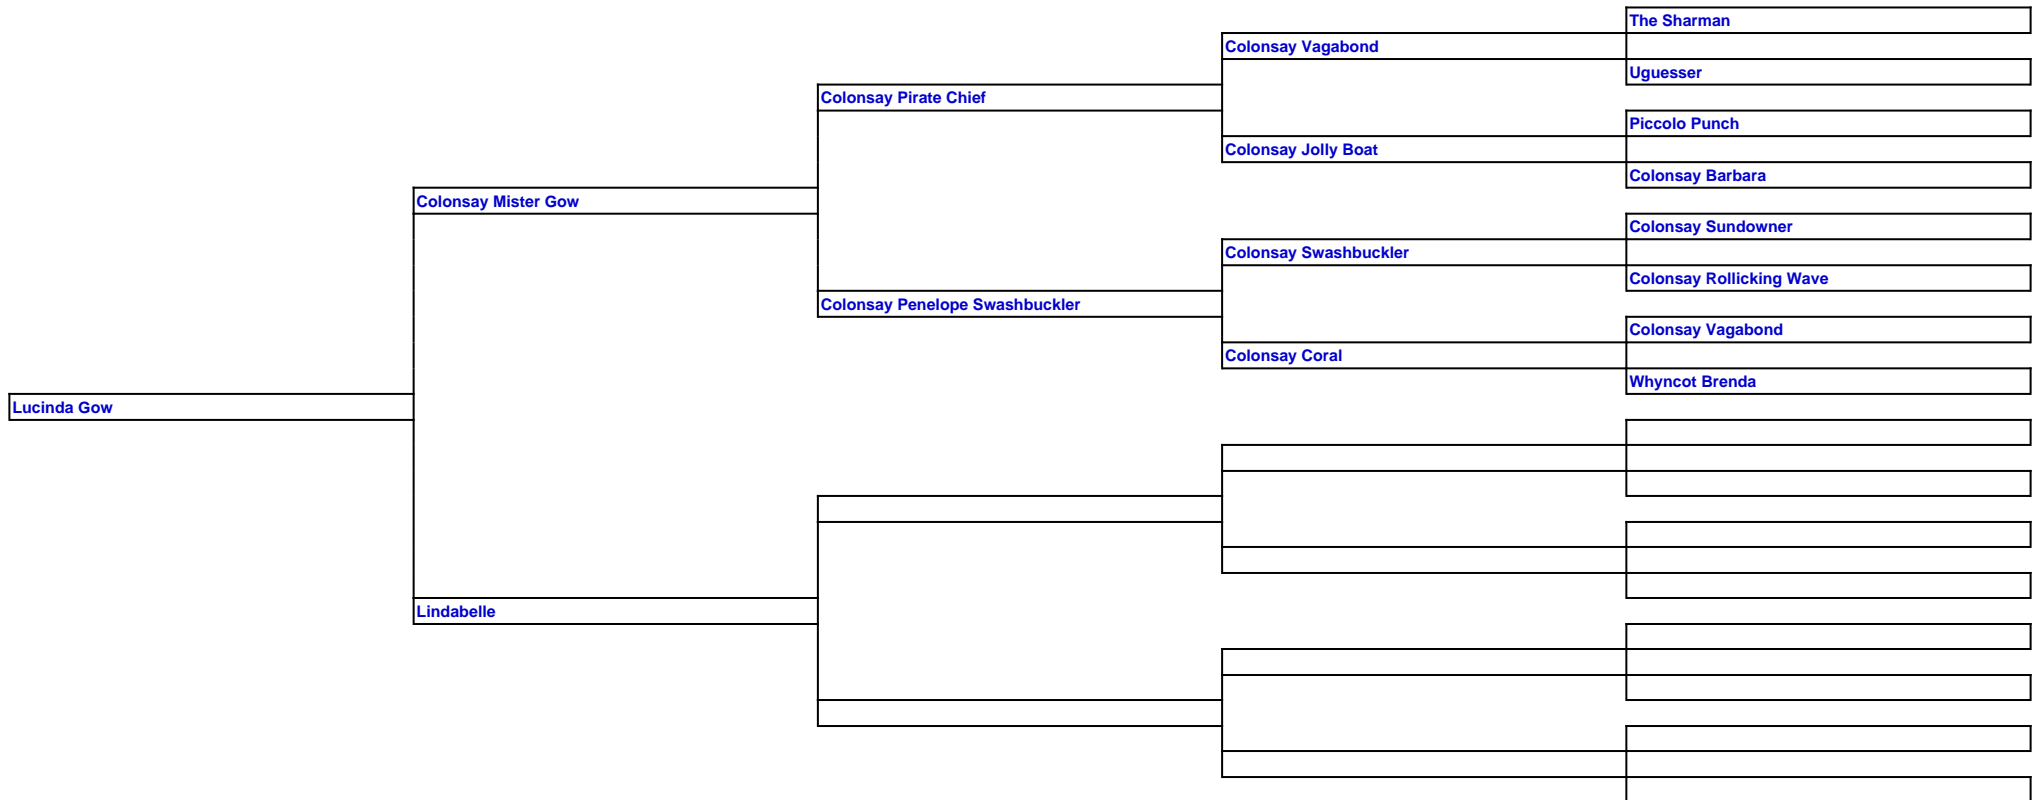 The Sharman
Colonsay Vagabond
Uguesser
Colonsay Pirate Chief
Piccolo Punch
Colonsay Jolly Boat
Colonsay Barbara
Colonsay Mister Gow
Colonsay Sundowner
Colonsay Swashbuckler
Colonsay Rollicking Wave
Colonsay Penelope Swashbuckler
Colonsay Vagabond
Colonsay Coral
Whyncot Brenda
Lucinda Gow
Lindabelle